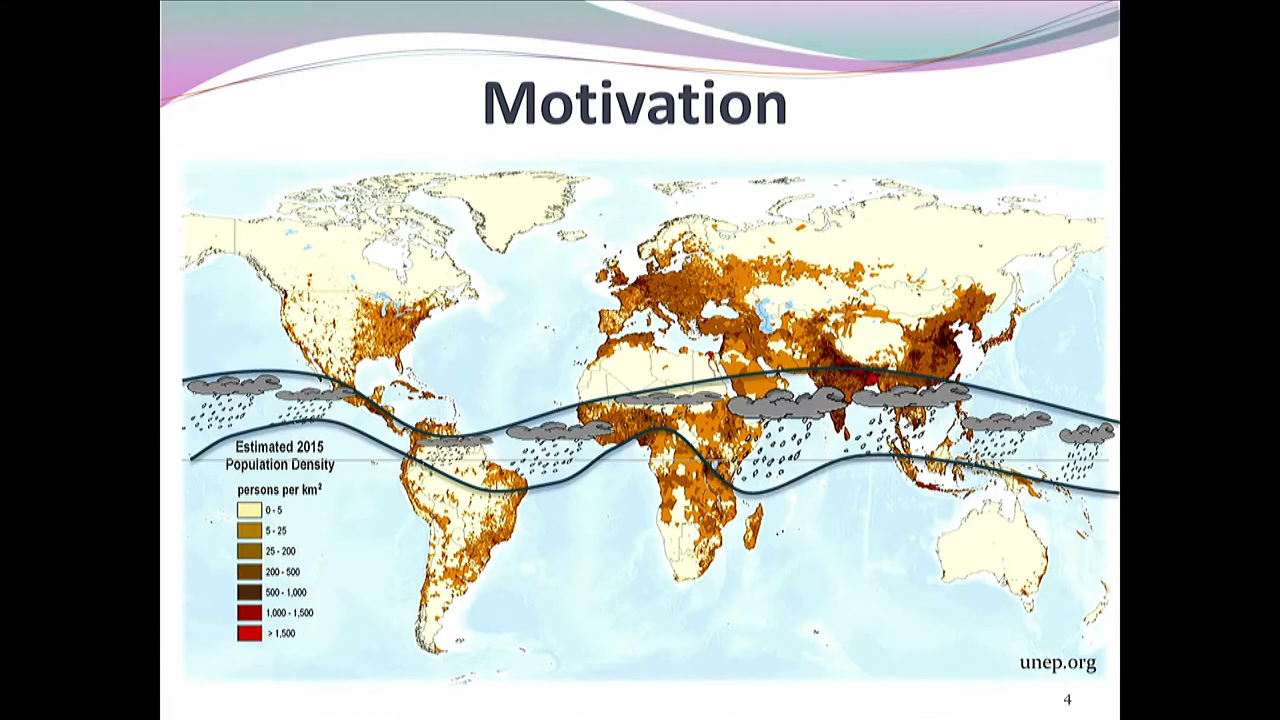 Motivation
Estimated 2015
Population Density
persons per km²
0 - 5
5 - 25
25 - 200
200 - 500
500 - 1,000
1,000 - 1,500
> 1,500
unep.org
4